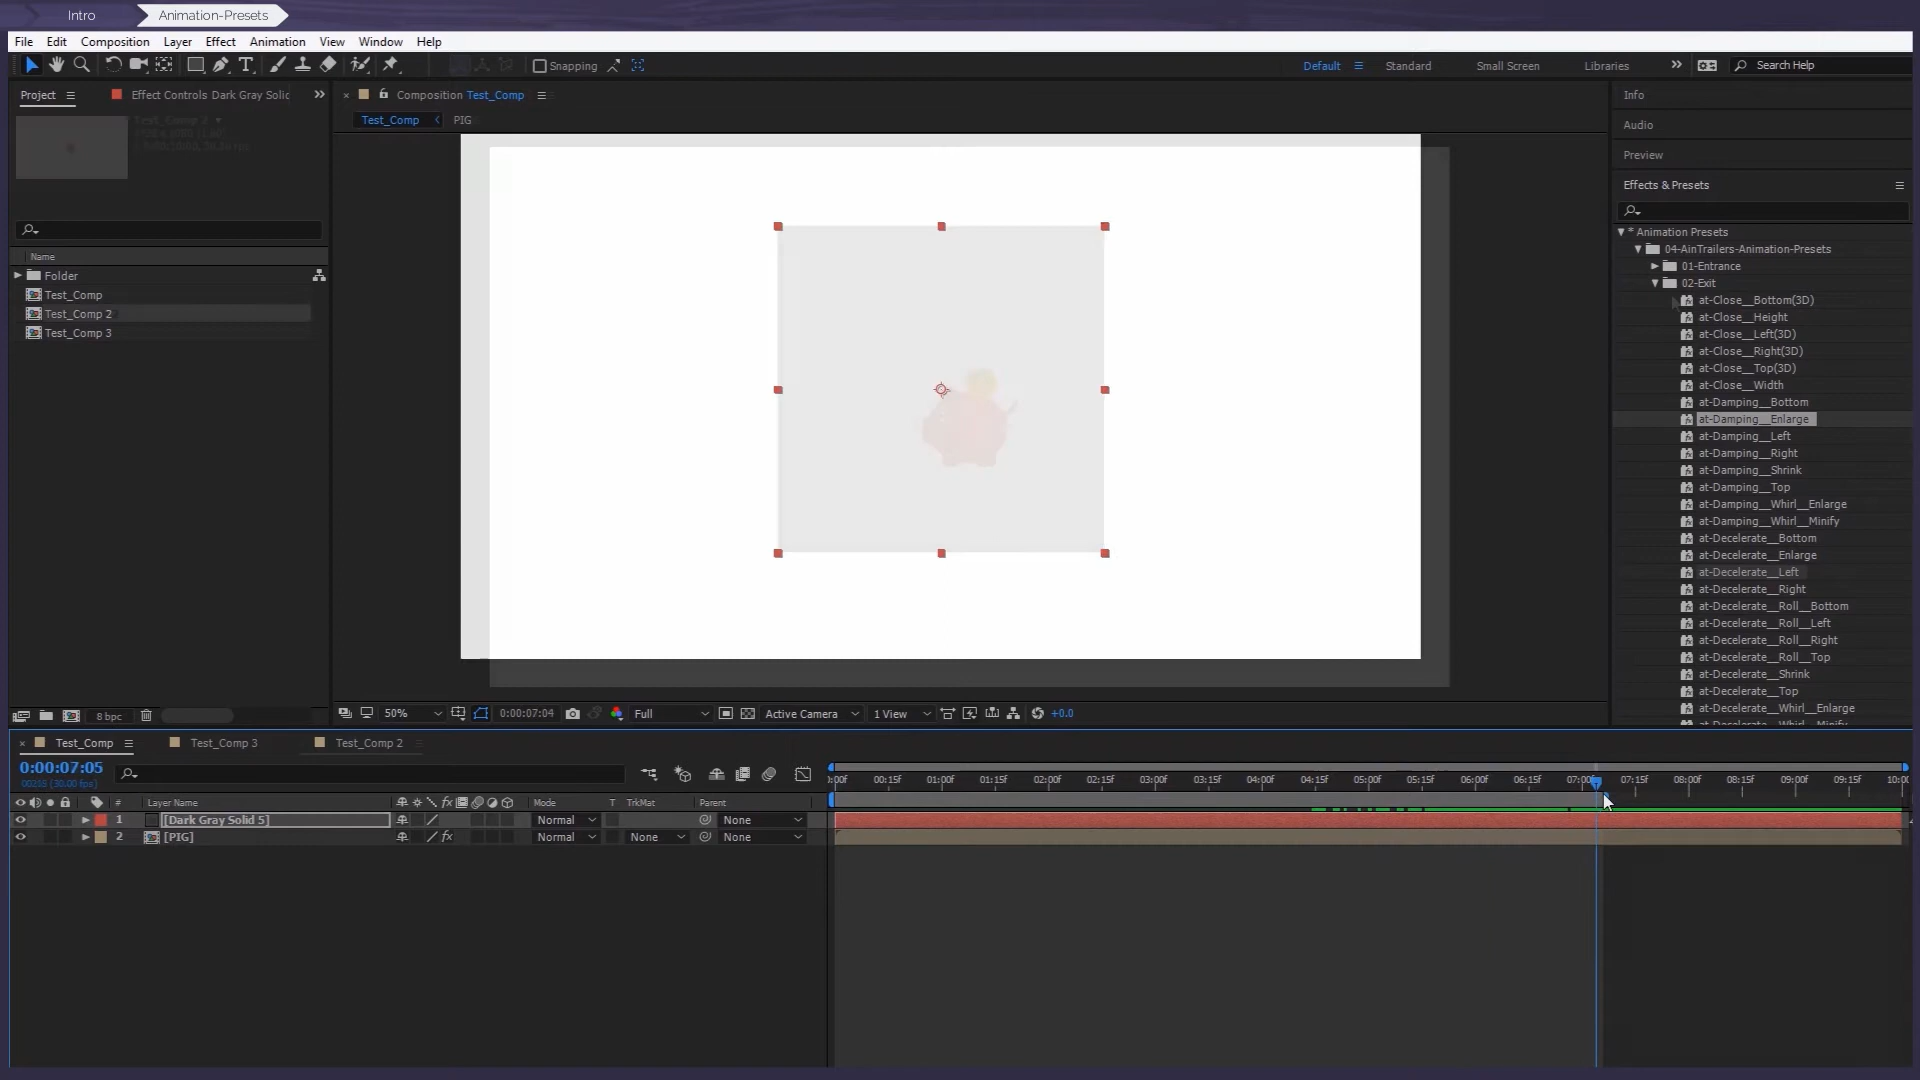 Intro
Animation-Presets
File Edit Composition Layer Effect Animation View Window Help
Snapping
Default Standard Small Screen Libraries Search Help
Project Effect Controls Dark Gray Solid
Composition Test_Comp
Test_Comp PIG
Name
Folder
Test_Comp
Test_Comp 2
Test_Comp 3
8 bpc
50% 0:00:07:04 Full Active Camera 1 View +0.0
Info
Audio
Preview
Effects & Presets
* Animation Presets
04-AinTrailers-Animation-Presets
01-Entrance
02-Exit
at-Close__Bottom(3D)
at-Close__Height
at-Close__Left(3D)
at-Close__Right(3D)
at-Close__Top(3D)
at-Close__Width
at-Damping__Bottom
at-Damping__Enlarge
at-Damping__Left
at-Damping__Right
at-Damping__Shrink
at-Damping__Top
at-Damping__Whirl__Enlarge
at-Damping__Whirl__Minify
at-Decelerate__Bottom
at-Decelerate__Enlarge
at-Decelerate__Left
at-Decelerate__Right
at-Decelerate__Roll__Bottom
at-Decelerate__Roll__Left
at-Decelerate__Roll__Right
at-Decelerate__Roll__Top
at-Decelerate__Shrink
at-Decelerate__Top
at-Decelerate__Whirl__Enlarge
Test_Comp Test_Comp 3 Test_Comp 2
0:00:07:05
:00f 00:15f 01:00f 01:15f 02:00f 02:15f 03:00f 03:15f 04:00f 04:15f 05:00f 05:15f 06:00f 06:15f 07:00f 07:15f 08:00f 08:15f 09:00f 09:15f 10:00
# Layer Name Mode T TrkMat Parent
1 [Dark Gray Solid 5] Normal None
2 [PIG] Normal None None